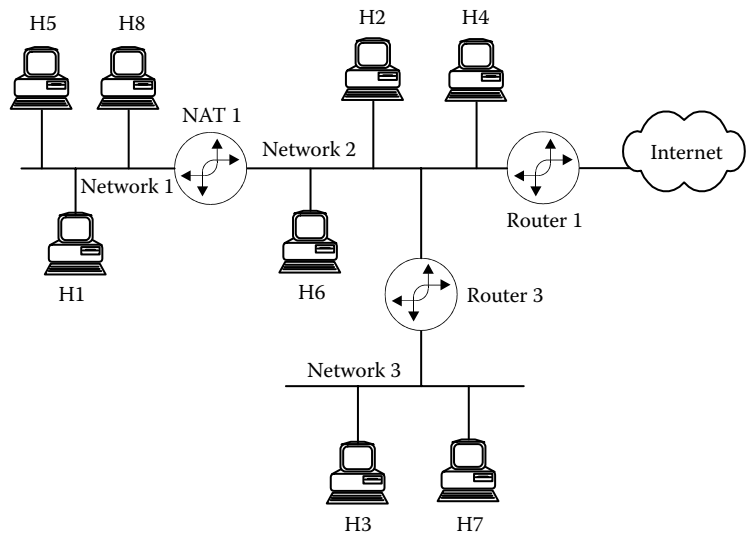 H5
H8
H2
H4
NAT 1
Network 2
Internet
Network 1
Router 1
H1
H6
Router 3
Network 3
H3
H7